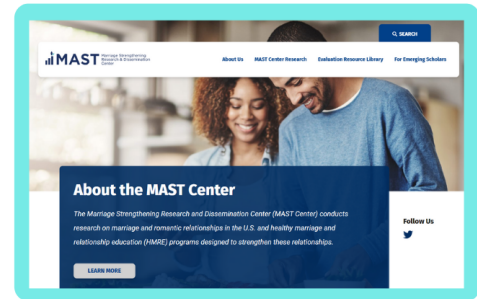 SEARCH
MAST
Marriage Strengthening
Research & Dissemination
Center
About Us MAST Center Research Evaluation Resource Library For Emerging Scholars
About the MAST Center
The Marriage Strengthening Research and Dissemination Center (MAST Center) conducts
research on marriage and romantic relationships in the U.S. and healthy marriage and
relationship education (HMRE) programs designed to strengthen these relationships.
Follow Us
LEARN MORE